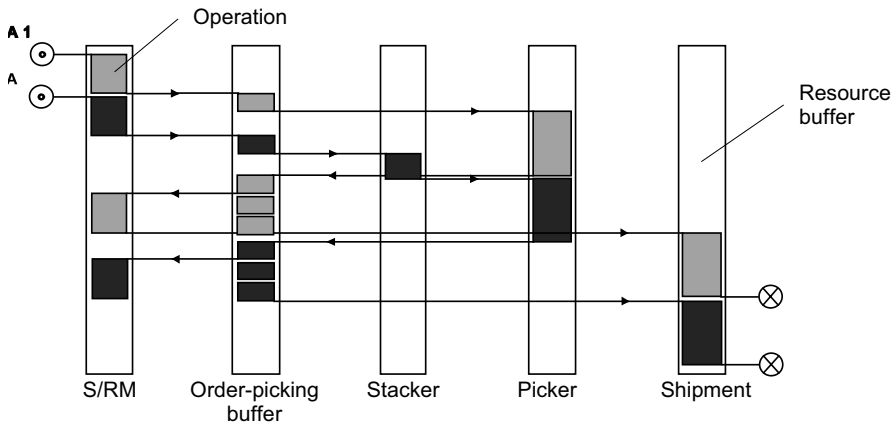 Operation
A 1
A
Resource
buffer
S/RM
Order-picking
buffer
Stacker
Picker
Shipment